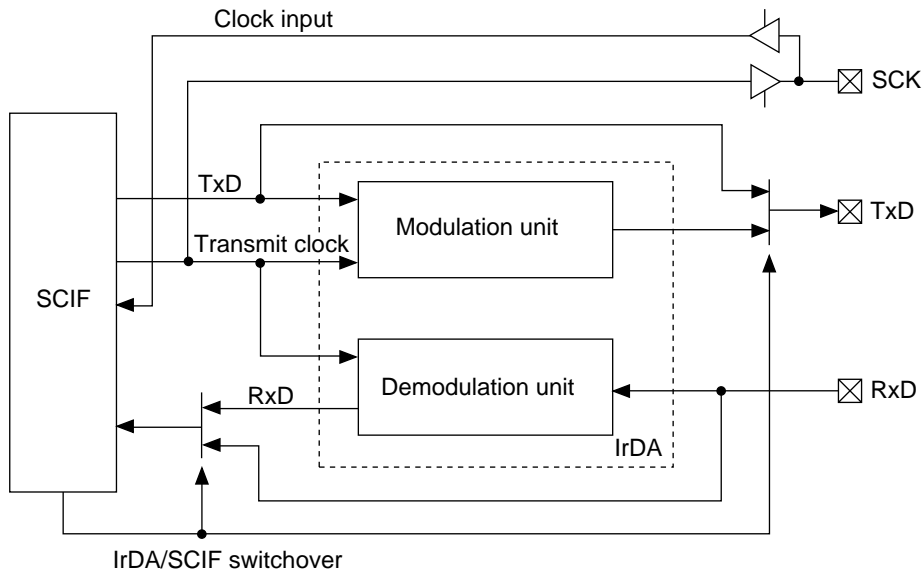 Clock input
SCK
TxD
Modulation unit
TxD
Transmit clock
SCIF
Demodulation unit
RxD
RxD
IrDA
IrDA/SCIF switchover